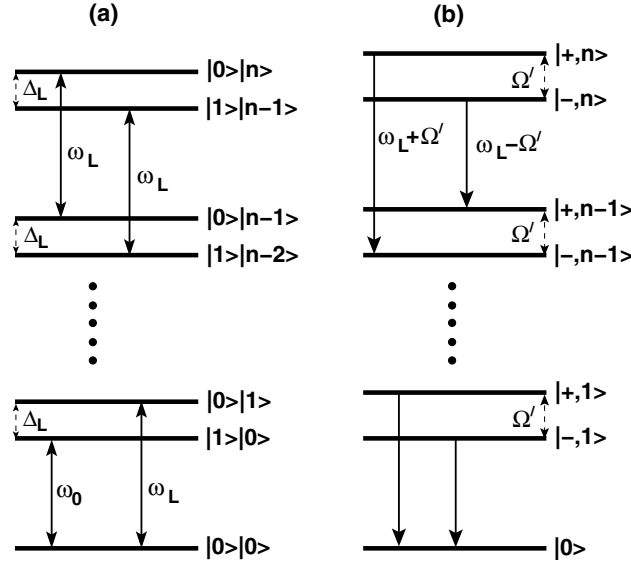 (a)
(b)
|0>|n>
Δ_L
|1>|n−1>
ω_L
ω_L
|0>|n−1>
Δ_L
|1>|n−2>
|0>|1>
Δ_L
|1>|0>
ω_0
ω_L
|0>|0>
|+,n>
Ω′
|−,n>
ω_L+Ω′
ω_L−Ω′
|+,n−1>
Ω′
|−,n−1>
|+,1>
Ω′
|−,1>
|0>